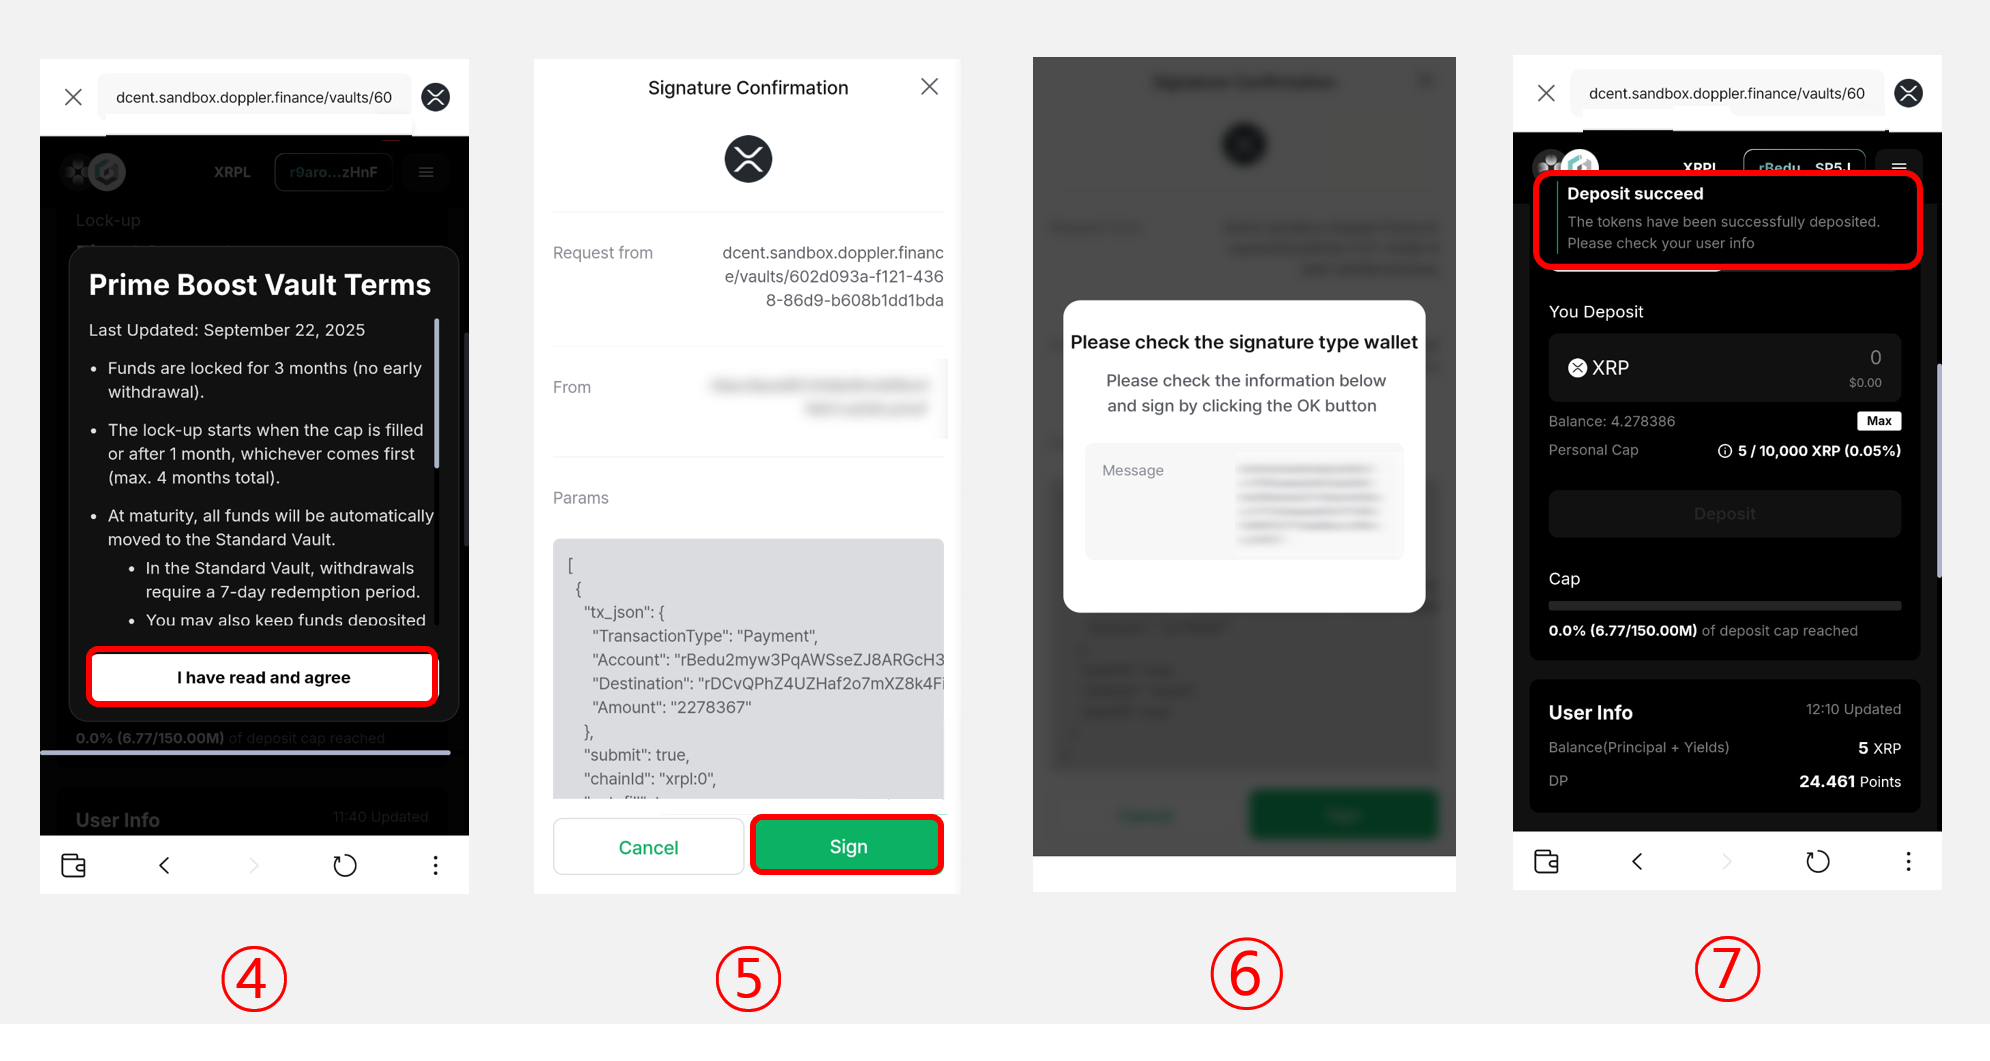 dcent.sandbox.doppler.finance/vaults/60
XRPL
r9aro...zHnF
Lock-up
Prime Boost Vault Terms
Last Updated: September 22, 2025
• Funds are locked for 3 months (no early
withdrawal).
• The lock-up starts when the cap is filled
or after 1 month, whichever comes first
(max. 4 months total).
• At maturity, all funds will be automatically
moved to the Standard Vault.
• In the Standard Vault, withdrawals
require a 7-day redemption period.
• You may also keep funds deposited
I have read and agree
0.0% (6.77/150.00M) of deposit cap reached
User Info
11:40 Updated
④
Signature Confirmation
Request from
dcent.sandbox.doppler.financ
e/vaults/602d093a-f121-436
8-86d9-b608b1dd1bda
From
Params
[
{
"tx_json": {
"TransactionType": "Payment",
"Account": "rBedu2myw3PqAWSseZJ8ARGcH3
"Destination": "rDCvQPhZ4UZHaf2o7mXZ8k4Fi
"Amount": "2278367"
},
"submit": true,
"chainId": "xrpl:0",
Cancel
Sign
⑤
Signature Confirmation
Please check the signature type wallet
Please check the information below
and sign by clicking the OK button
Message
Cancel
Sign
⑥
dcent.sandbox.doppler.finance/vaults/60
XRPL
rBedu...SP5J
Deposit succeed
The tokens have been successfully deposited.
Please check your user info
You Deposit
XRP
0
$0.00
Balance: 4.278386
Max
Personal Cap
5 / 10,000 XRP (0.05%)
Deposit
Cap
0.0% (6.77/150.00M) of deposit cap reached
User Info
12:10 Updated
Balance(Principal + Yields)
5 XRP
DP
24.461 Points
⑦